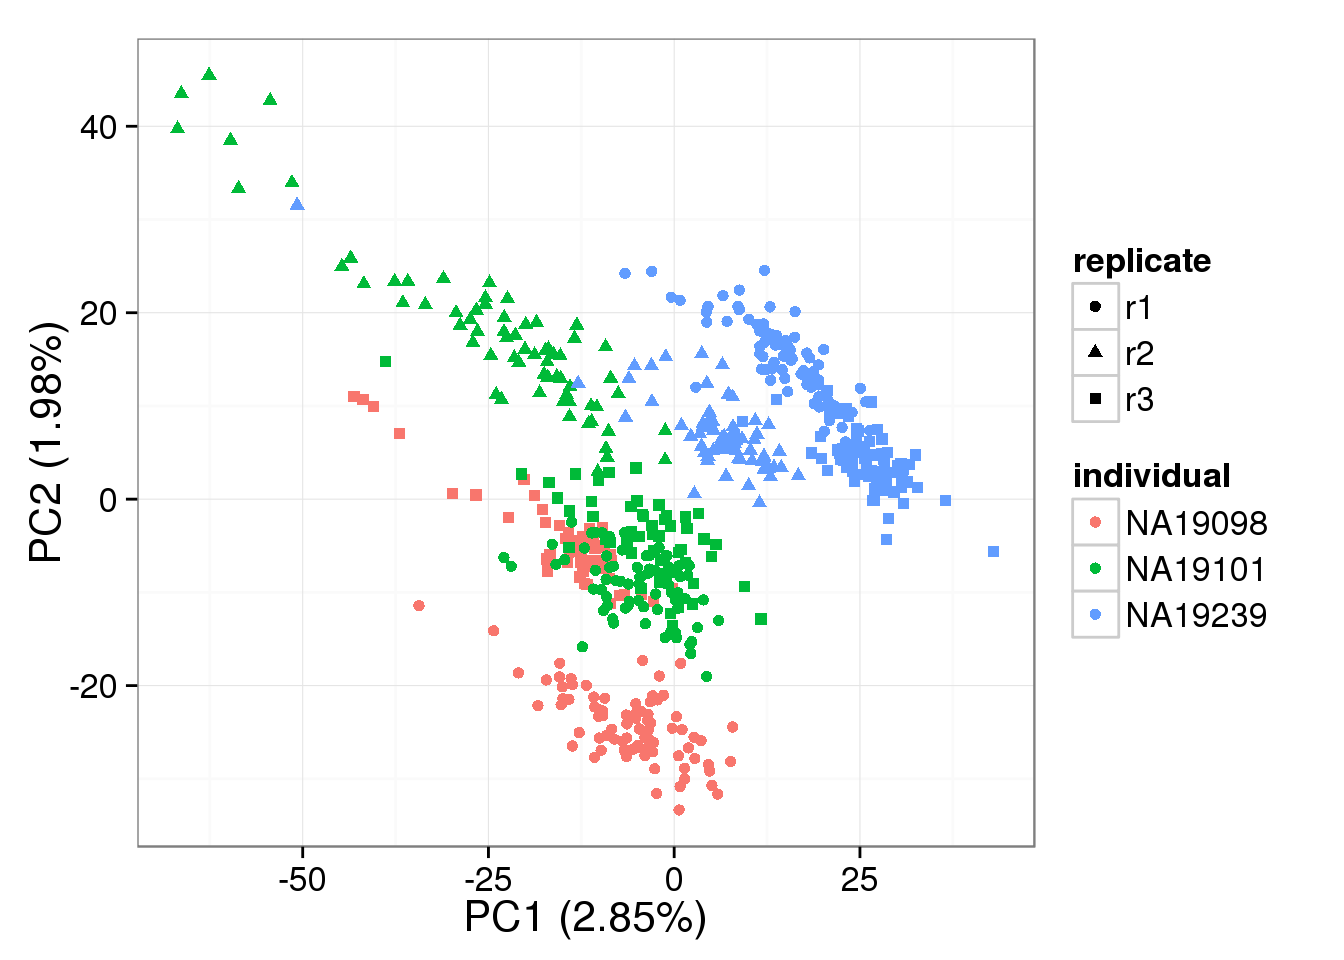 40
20
0
-20
PC2 (1.98%)
-50
-25
0
25
PC1 (2.85%)
replicate
r1
r2
r3
individual
NA19098
NA19101
NA19239